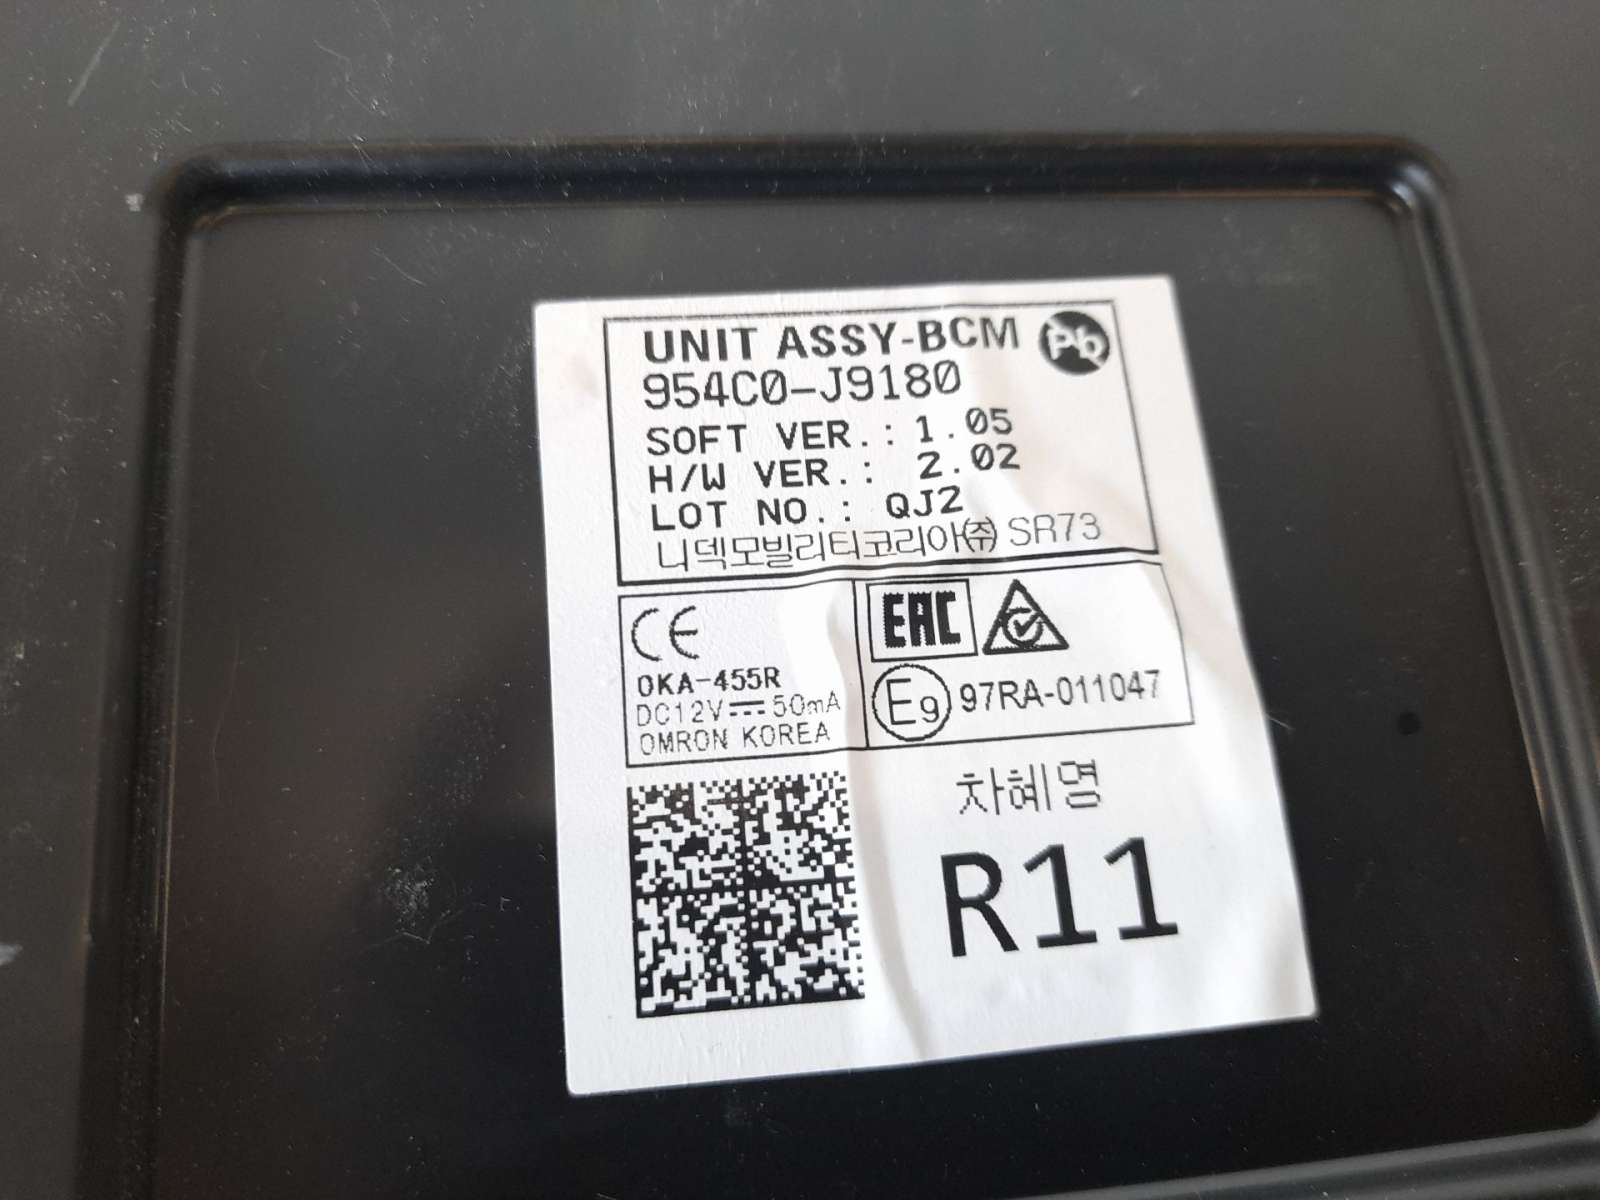 UNIT ASSY-BCM Pb
954C0-J9180
SOFT VER.: 1.05
H/W VER.: 2.02
LOT NO.: QJ2
니덱모빌리티코리아㈜ SR73
CE
EAC
OKA-455R
DC12V⎓50mA
OMRON KOREA
E9 97RA-011047
차혜영
R11